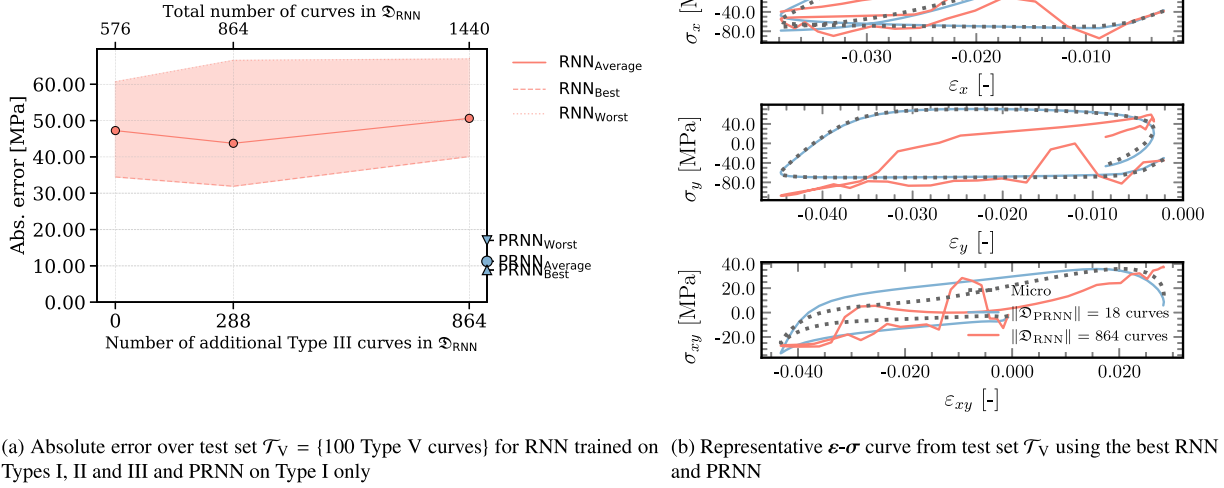 Total number of curves in 𝔇RNN
576 864 1440
60.00
50.00
40.00
30.00
20.00
10.00
0.00
Abs. error [MPa]
0 288 864
Number of additional Type III curves in 𝔇RNN
RNNAverage
RNNBest
RNNWorst
PRNNWorst
PRNNAverage
PRNNBest
(a) Absolute error over test set 𝒯V = {100 Type V curves} for RNN trained on
Types I, II and III and PRNN on Type I only
-40.0
-80.0
-0.030 -0.020 -0.010
εx [-]
σy [MPa]
40.0
0.0
-40.0
-80.0
-0.040 -0.030 -0.020 -0.010 0.000
εy [-]
σxy [MPa]
40.0
20.0
0.00
-20.0
Micro
‖𝔇PRNN‖ = 18 curves
‖𝔇RNN‖ = 864 curves
-0.040 -0.020 0.000 0.020
εxy [-]
(b) Representative ε-σ curve from test set 𝒯V using the best RNN
and PRNN